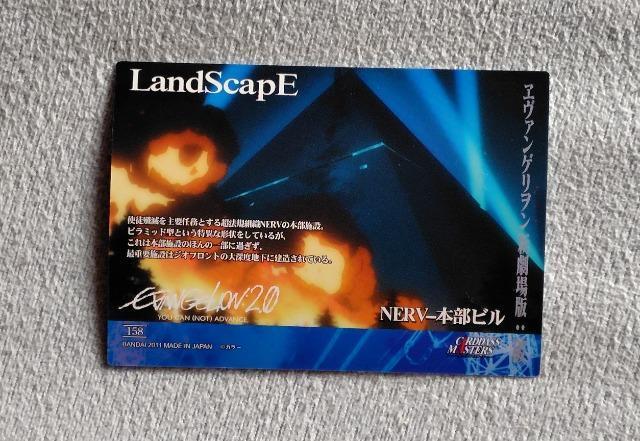 LandScapE
ヱヴァンゲリヲン新劇場版:破
使徒殲滅を主要任務とする超法規組織NERVの本部施設。
ピラミッド型という特異な形状をしているが、
これは本部施設のほんの一部に過ぎず、
最重要施設はジオフロントの大深度地下に建造されている。
EVANGELION:2.0
YOU CAN (NOT) ADVANCE.
NERV-本部ビル
158
BANDAI 2011 MADE IN JAPAN ©カラー
CARDDASS
MASTERS